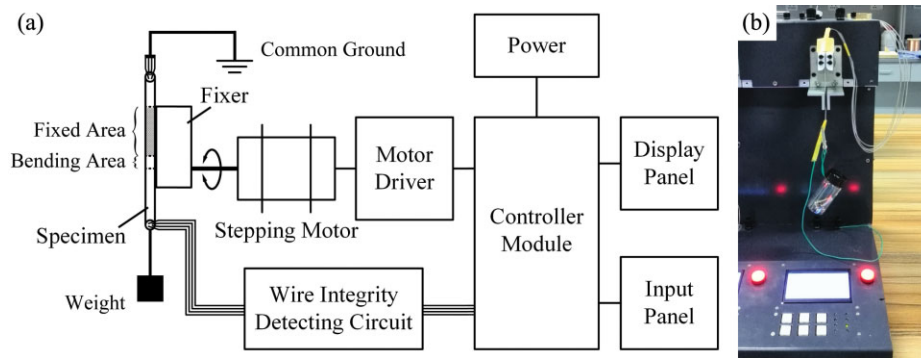 (a)
Common Ground
Fixer
Fixed Area
Bending Area
Specimen
Weight
Stepping Motor
Motor
Driver
Wire Integrity
Detecting Circuit
Power
Controller
Module
Display
Panel
Input
Panel
(b)